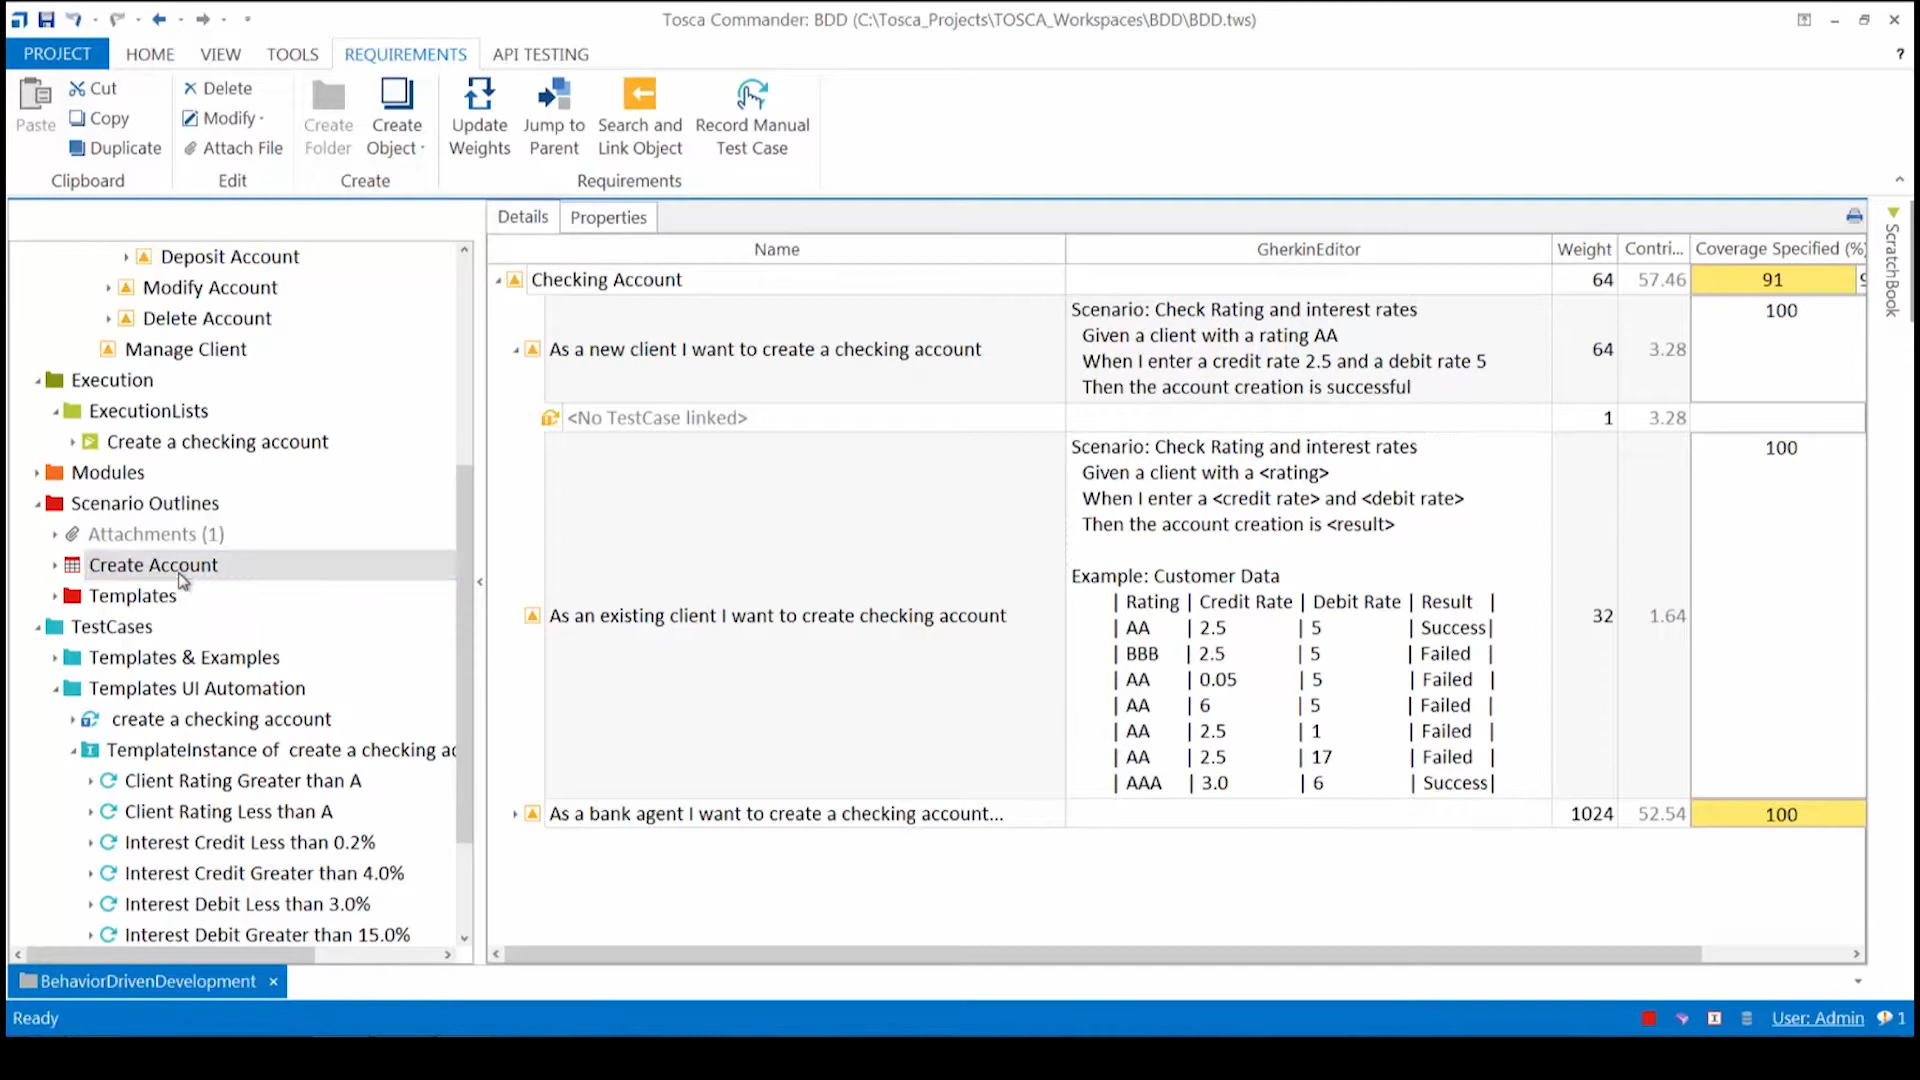 Tosca Commander: BDD (C:\Tosca_Projects\TOSCA_Workspaces\BDD\BDD.tws)
PROJECT HOME VIEW TOOLS REQUIREMENTS API TESTING ?
Paste
Cut
Copy
Duplicate
Clipboard
Delete
Modify
Attach File
Edit
Create Folder
Create Object
Create
Update Weights
Jump to Parent
Search and Link Object
Record Manual Test Case
Requirements
Deposit Account
Modify Account
Delete Account
Manage Client
Execution
ExecutionLists
Create a checking account
Modules
Scenario Outlines
Attachments (1)
Create Account
Templates
TestCases
Templates & Examples
Templates UI Automation
create a checking account
TemplateInstance of create a checking ac
Client Rating Greater than A
Client Rating Less than A
Interest Credit Less than 0.2%
Interest Credit Greater than 4.0%
Interest Debit Less than 3.0%
Interest Debit Greater than 15.0%
Details Properties
Name GherkinEditor Weight Contri... Coverage Specified (%)
Checking Account 64 57.46 91
As a new client I want to create a checking account
Scenario: Check Rating and interest rates
Given a client with a rating AA
When I enter a credit rate 2.5 and a debit rate 5
Then the account creation is successful
64 3.28 100
<No TestCase linked> 1 3.28
As an existing client I want to create checking account
Scenario: Check Rating and interest rates
Given a client with a <rating>
When I enter a <credit rate> and <debit rate>
Then the account creation is <result>
Example: Customer Data
| Rating | Credit Rate | Debit Rate | Result |
| AA | 2.5 | 5 | Success|
| BBB | 2.5 | 5 | Failed |
| AA | 0.05 | 5 | Failed |
| AA | 6 | 5 | Failed |
| AA | 2.5 | 1 | Failed |
| AA | 2.5 | 17 | Failed |
| AAA | 3.0 | 6 | Success|
32 1.64 100
As a bank agent I want to create a checking account... 1024 52.54 100
ScratchBook
BehaviorDrivenDevelopment ×
Ready User: Admin 1